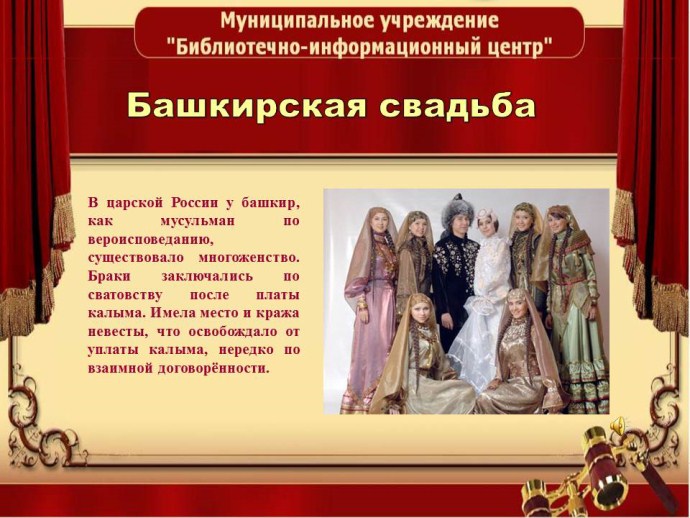 Муниципальное учреждение
"Библиотечно-информационный центр"
Башкирская свадьба
В царской России у башкир,
как мусульман по
вероисповеданию,
существовало многоженство.
Браки заключались по
сватовству после платы
калыма. Имела место и кража
невесты, что освобождало от
уплаты калыма, нередко по
взаимной договорённости.